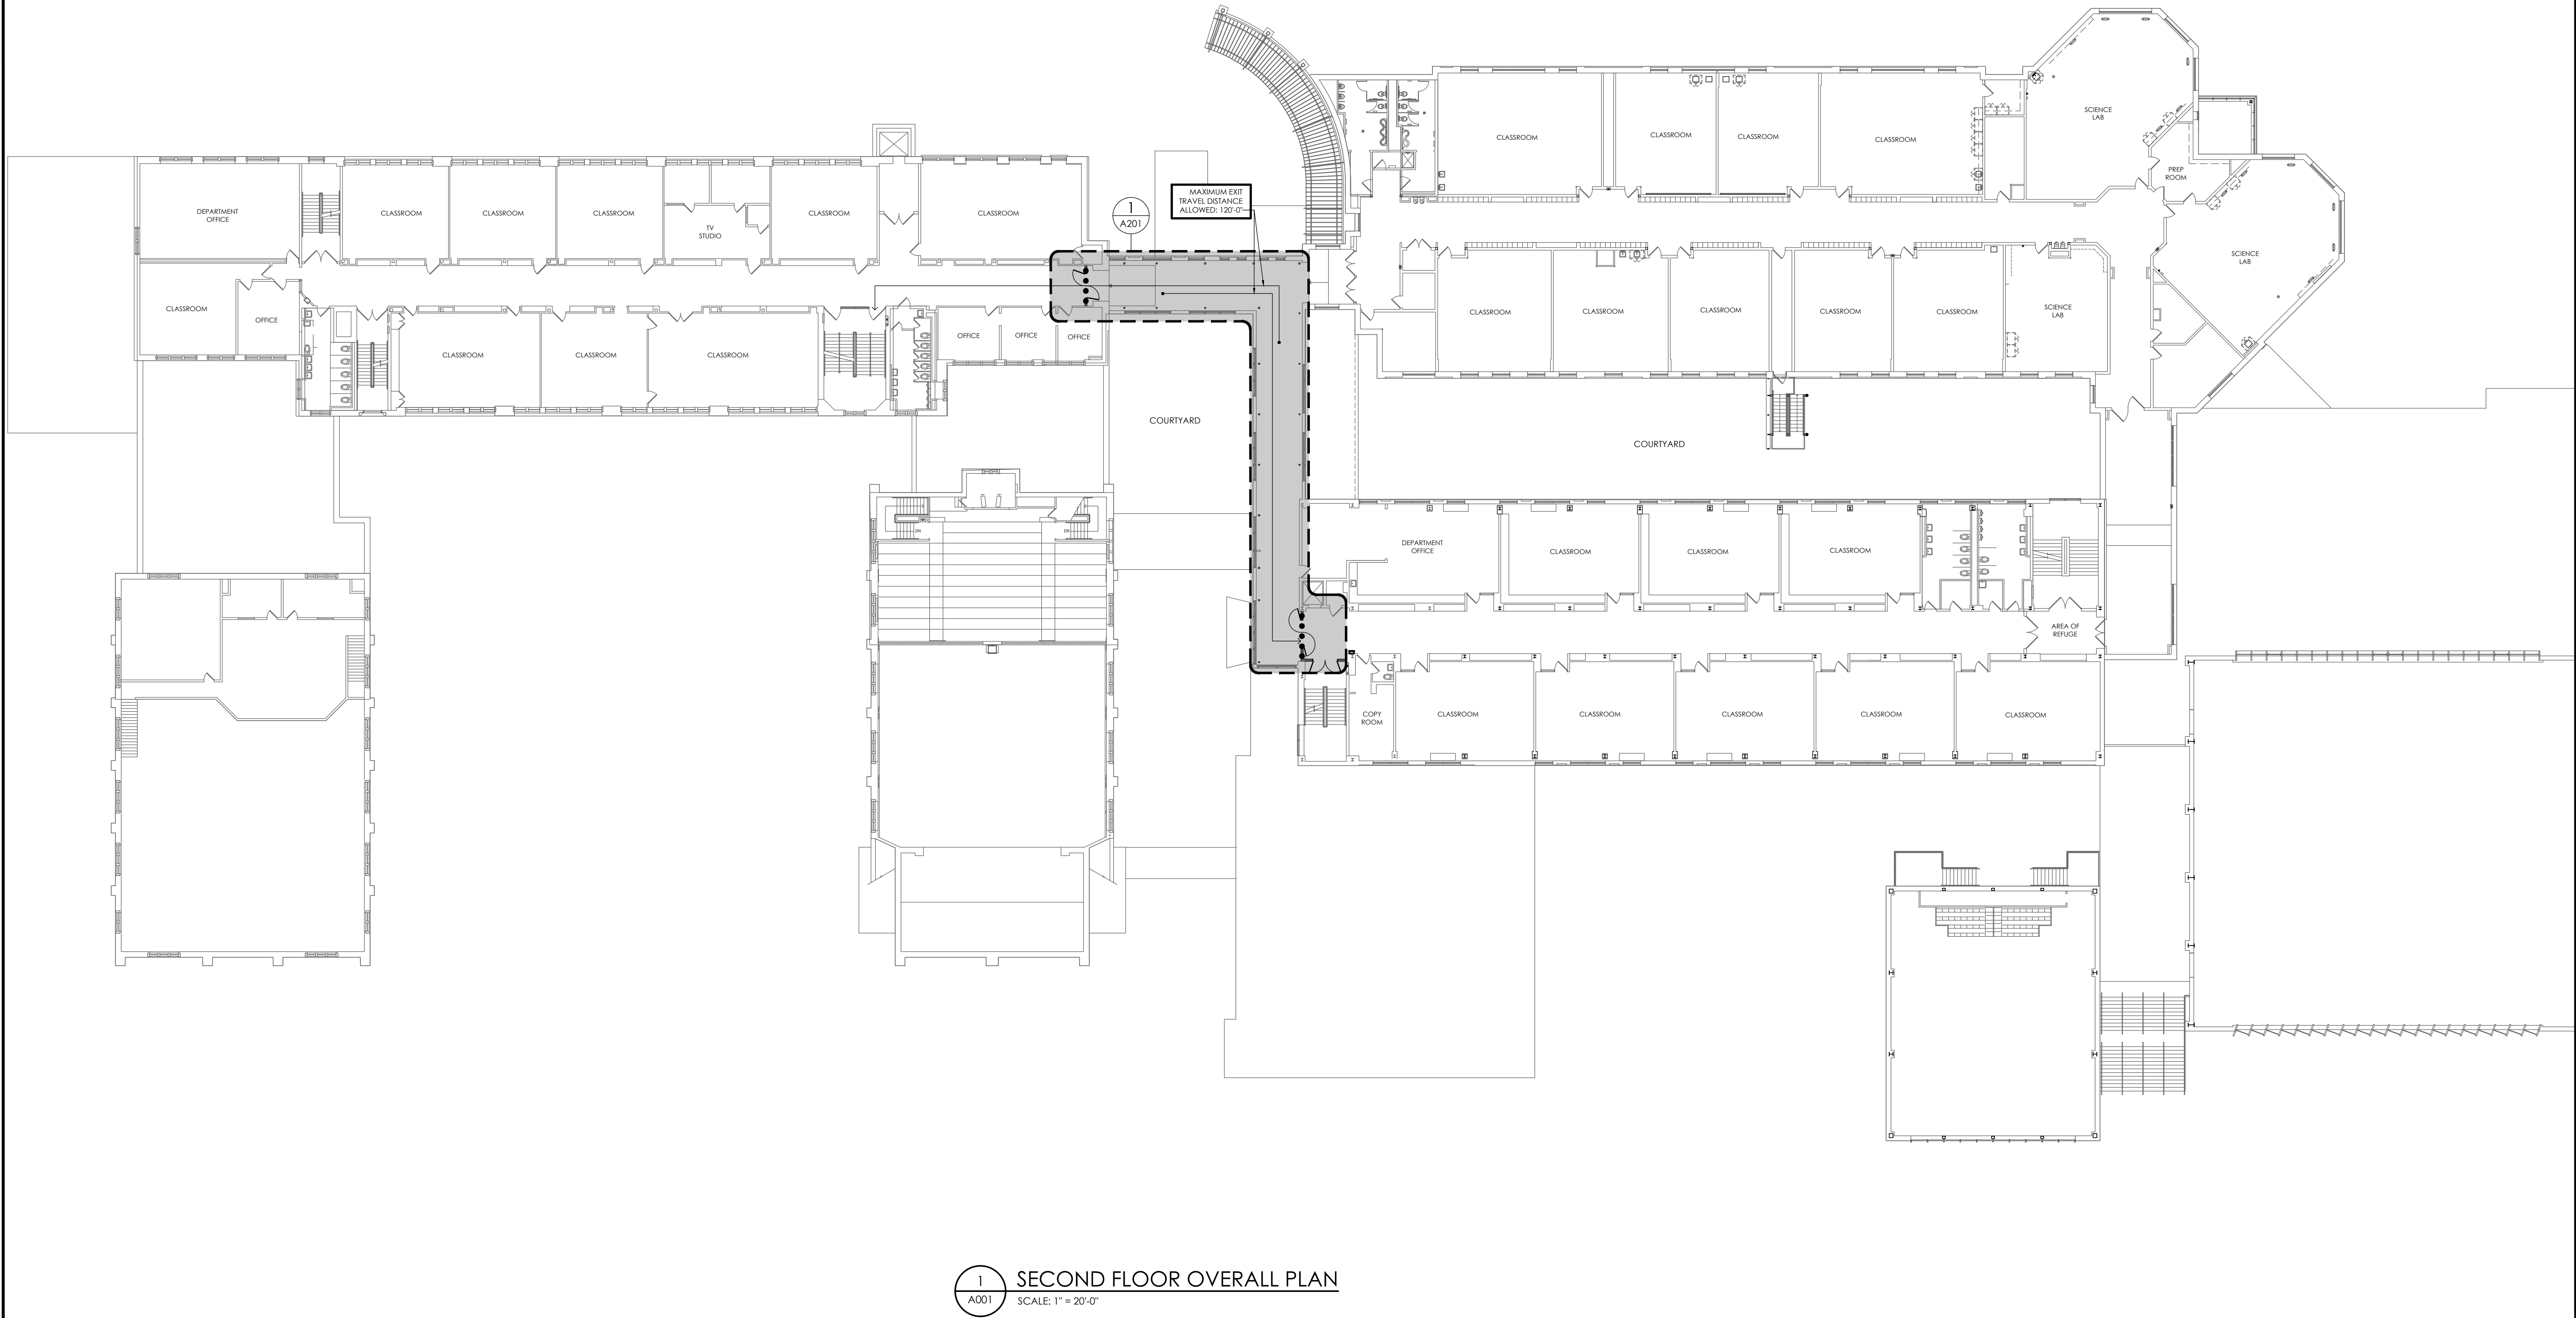 SCIENCE
LAB
CLASSROOM
CLASSROOM
CLASSROOM
CLASSROOM
PREP
ROOM
MAXIMUM EXIT
TRAVEL DISTANCE
ALLOWED: 120'-0"
1
A201
DEPARTMENT
OFFICE
CLASSROOM
CLASSROOM
CLASSROOM
TV
STUDIO
CLASSROOM
CLASSROOM
SCIENCE
LAB
CLASSROOM
OFFICE
CLASSROOM
CLASSROOM
CLASSROOM
OFFICE
OFFICE
OFFICE
CLASSROOM
CLASSROOM
CLASSROOM
CLASSROOM
CLASSROOM
SCIENCE
LAB
COURTYARD
COURTYARD
DN
DN
DEPARTMENT
OFFICE
CLASSROOM
CLASSROOM
CLASSROOM
AREA OF
REFUGE
COPY
ROOM
CLASSROOM
CLASSROOM
CLASSROOM
CLASSROOM
CLASSROOM
1
A001
SECOND FLOOR OVERALL PLAN
SCALE: 1" = 20'-0"